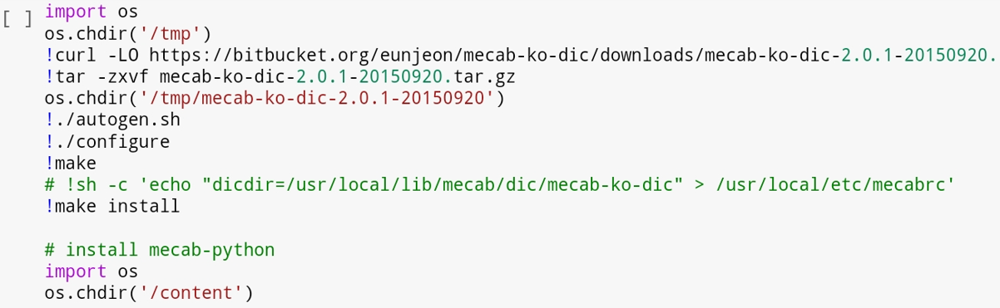 [ ] import os
os.chdir('/tmp')
!curl -LO https://bitbucket.org/eunjeon/mecab-ko-dic/downloads/mecab-ko-dic-2.0.1-20150920.
!tar -zxvf mecab-ko-dic-2.0.1-20150920.tar.gz
os.chdir('/tmp/mecab-ko-dic-2.0.1-20150920')
!./autogen.sh
!./configure
!make
# !sh -c 'echo "dicdir=/usr/local/lib/mecab/dic/mecab-ko-dic" > /usr/local/etc/mecabrc'
!make install
# install mecab-python
import os
os.chdir('/content')